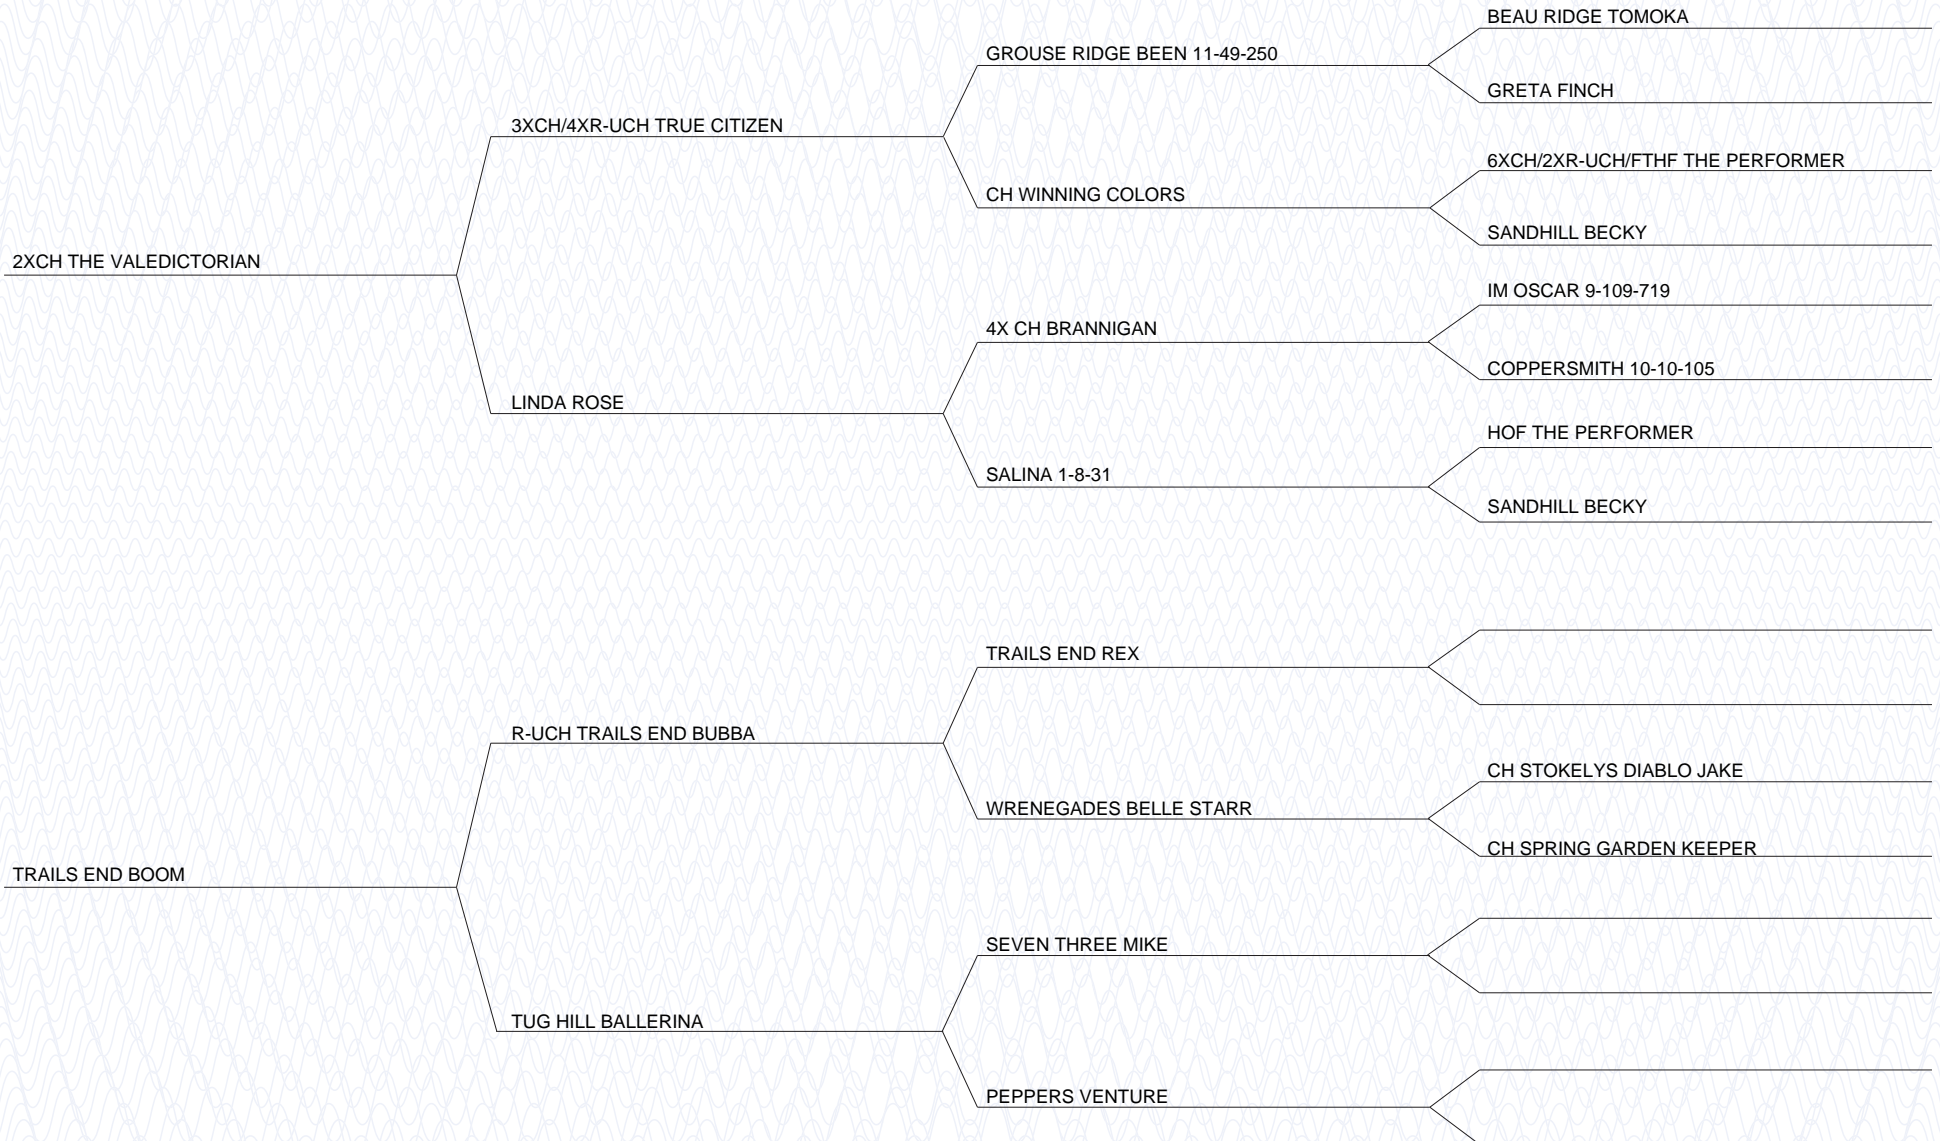 BEAU RIDGE TOMOKA
GROUSE RIDGE BEEN 11-49-250
GRETA FINCH
3XCH/4XR-UCH TRUE CITIZEN
6XCH/2XR-UCH/FTHF THE PERFORMER
CH WINNING COLORS
SANDHILL BECKY
2XCH THE VALEDICTORIAN
IM OSCAR 9-109-719
4X CH BRANNIGAN
COPPERSMITH 10-10-105
LINDA ROSE
HOF THE PERFORMER
SALINA 1-8-31
SANDHILL BECKY
TRAILS END REX
R-UCH TRAILS END BUBBA
CH STOKELYS DIABLO JAKE
WRENEGADES BELLE STARR
CH SPRING GARDEN KEEPER
TRAILS END BOOM
SEVEN THREE MIKE
TUG HILL BALLERINA
PEPPERS VENTURE